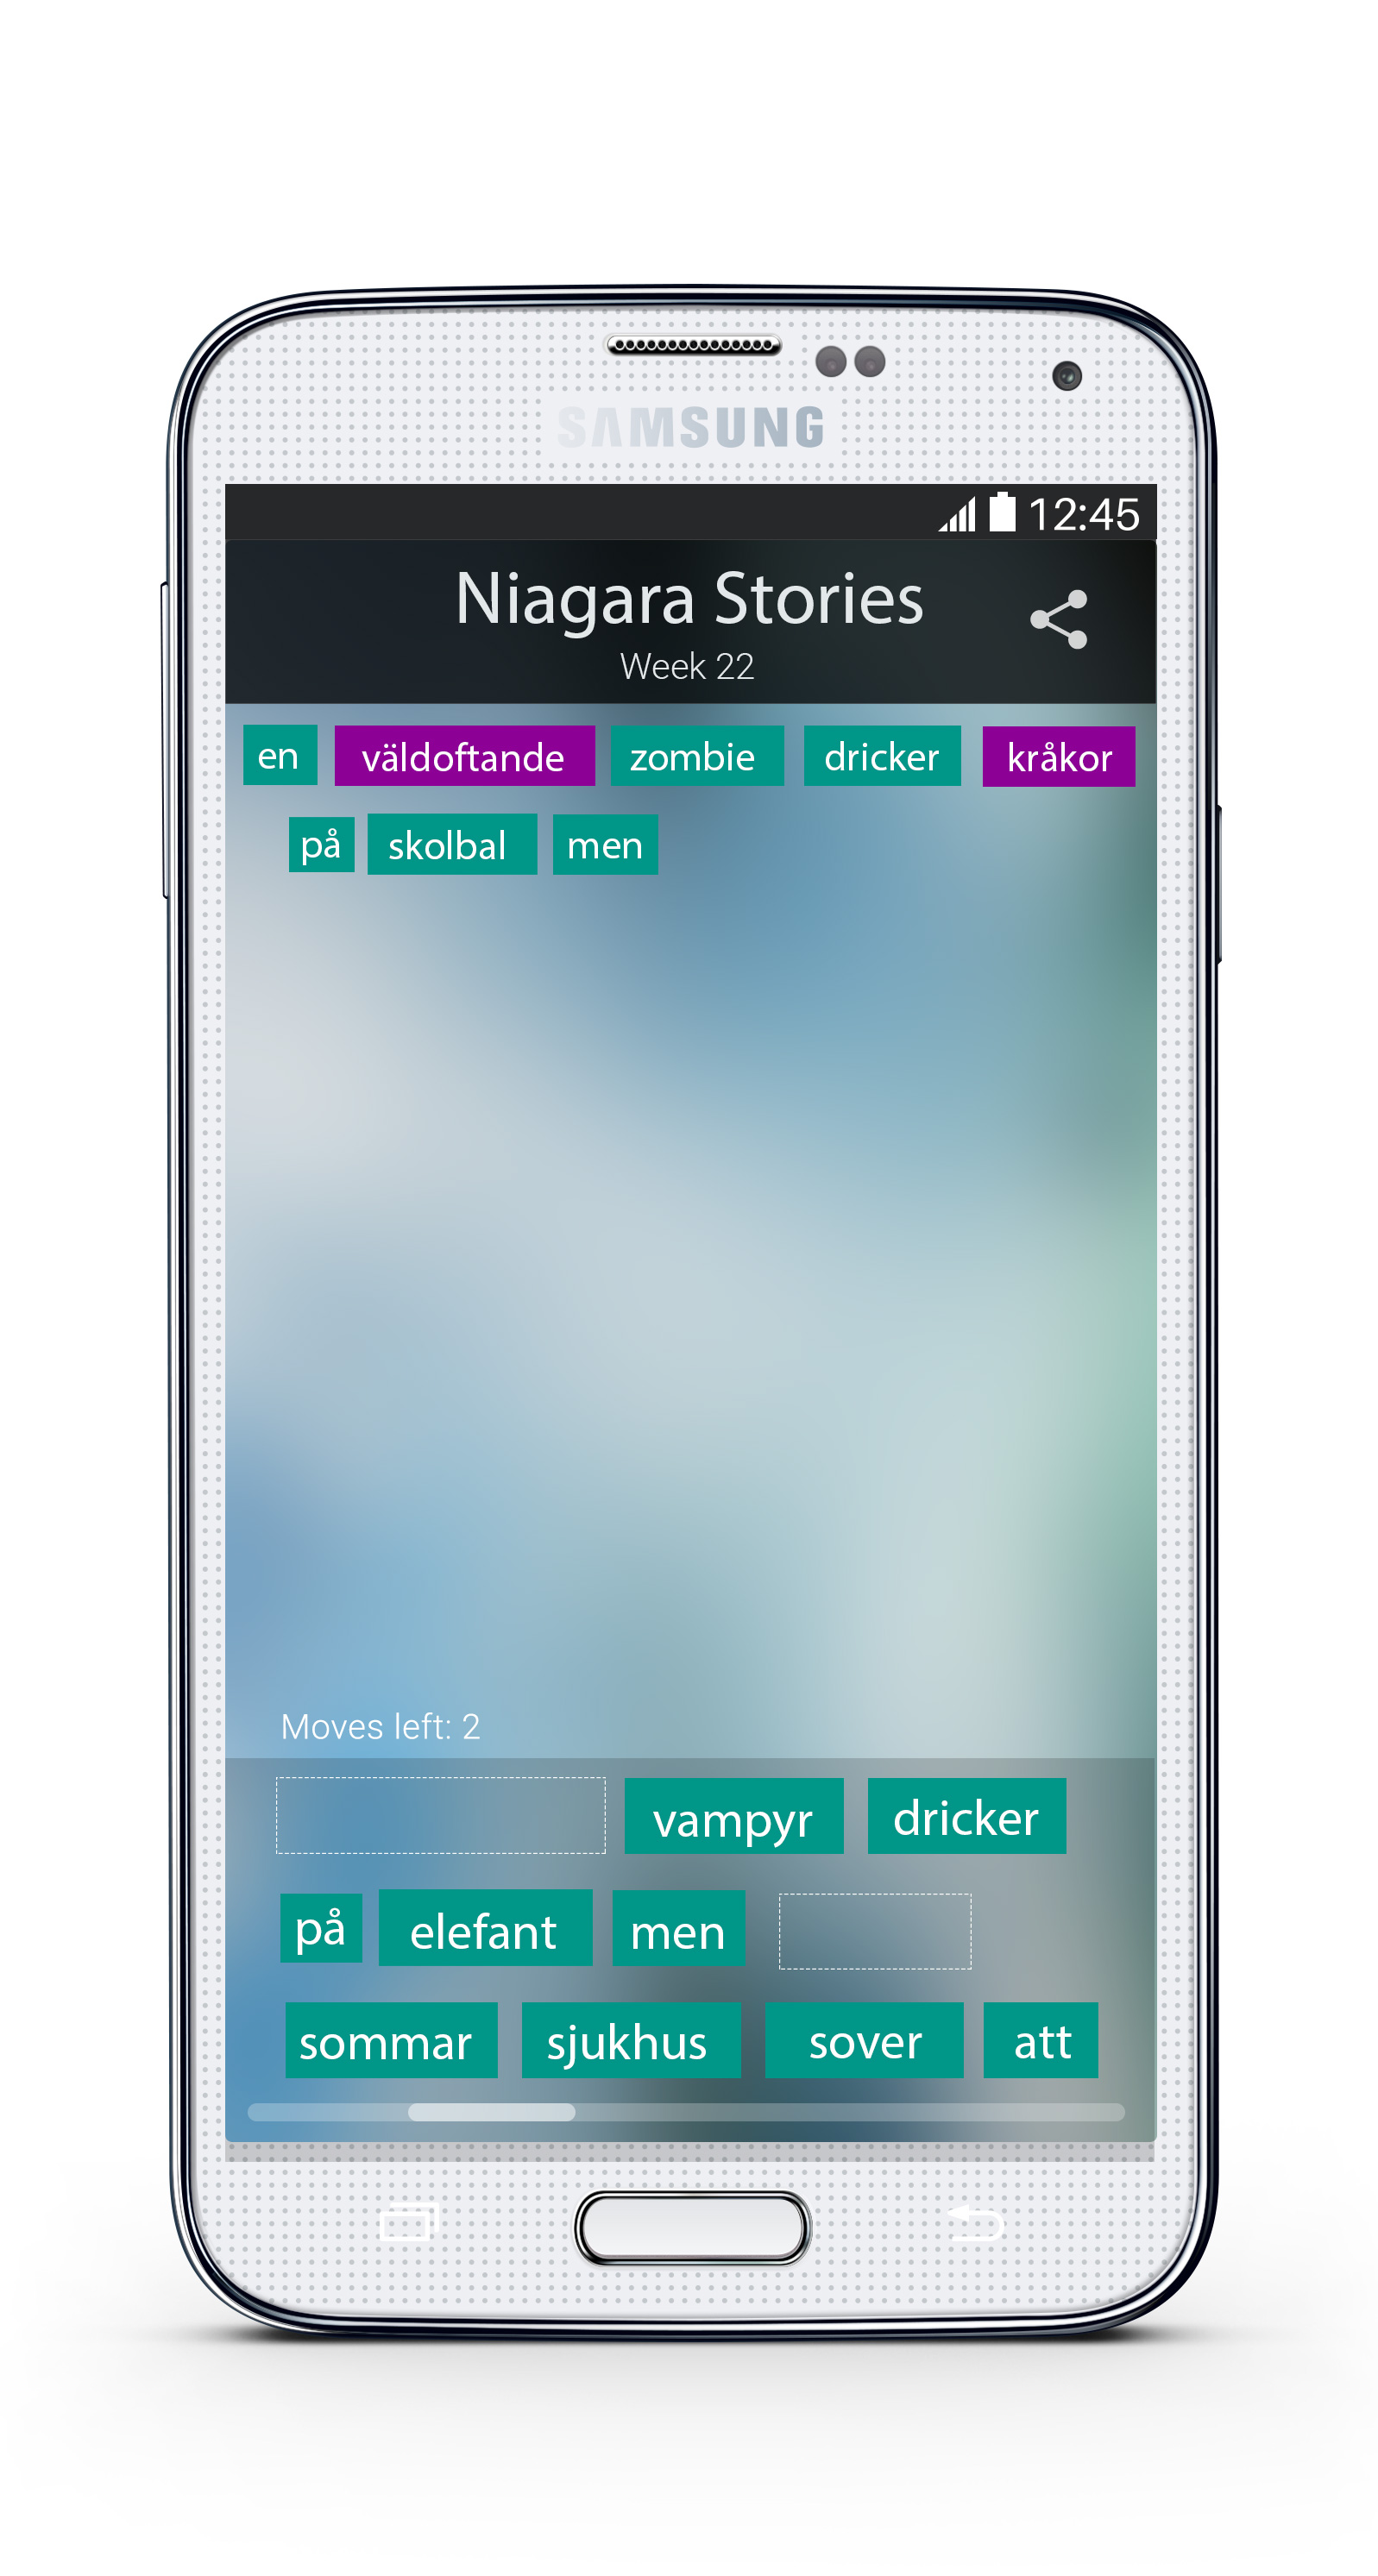 SAMSUNG
12:45
Niagara Stories
Week 22
en väldoftande zombie dricker kråkor
på skolbal men
Moves left: 2
vampyr dricker
på elefant men
sommar sjukhus sover att